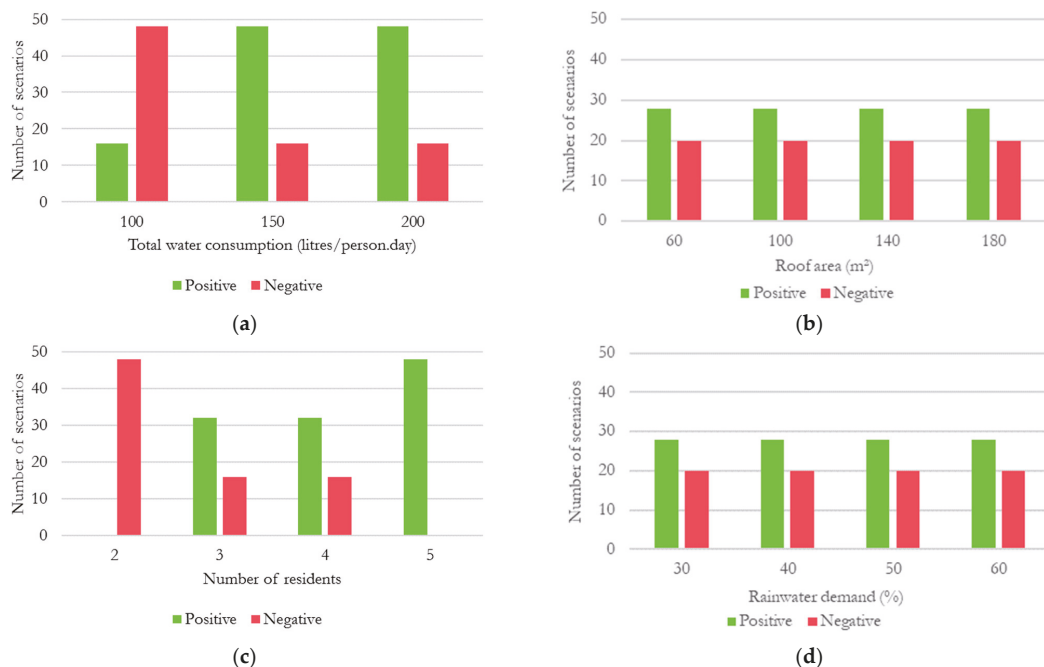 50
40
30
20
10
0
Number of scenarios
100 150 200
Total water consumption (litres/person.day)
Positive Negative
(a)
50
40
30
20
10
0
Number of scenarios
60 100 140 180
Roof area (m²)
Positive Negative
(b)
50
40
30
20
10
0
Number of scenarios
2 3 4 5
Number of residents
Positive Negative
(c)
50
40
30
20
10
0
Number of scenarios
30 40 50 60
Rainwater demand (%)
Positive Negative
(d)